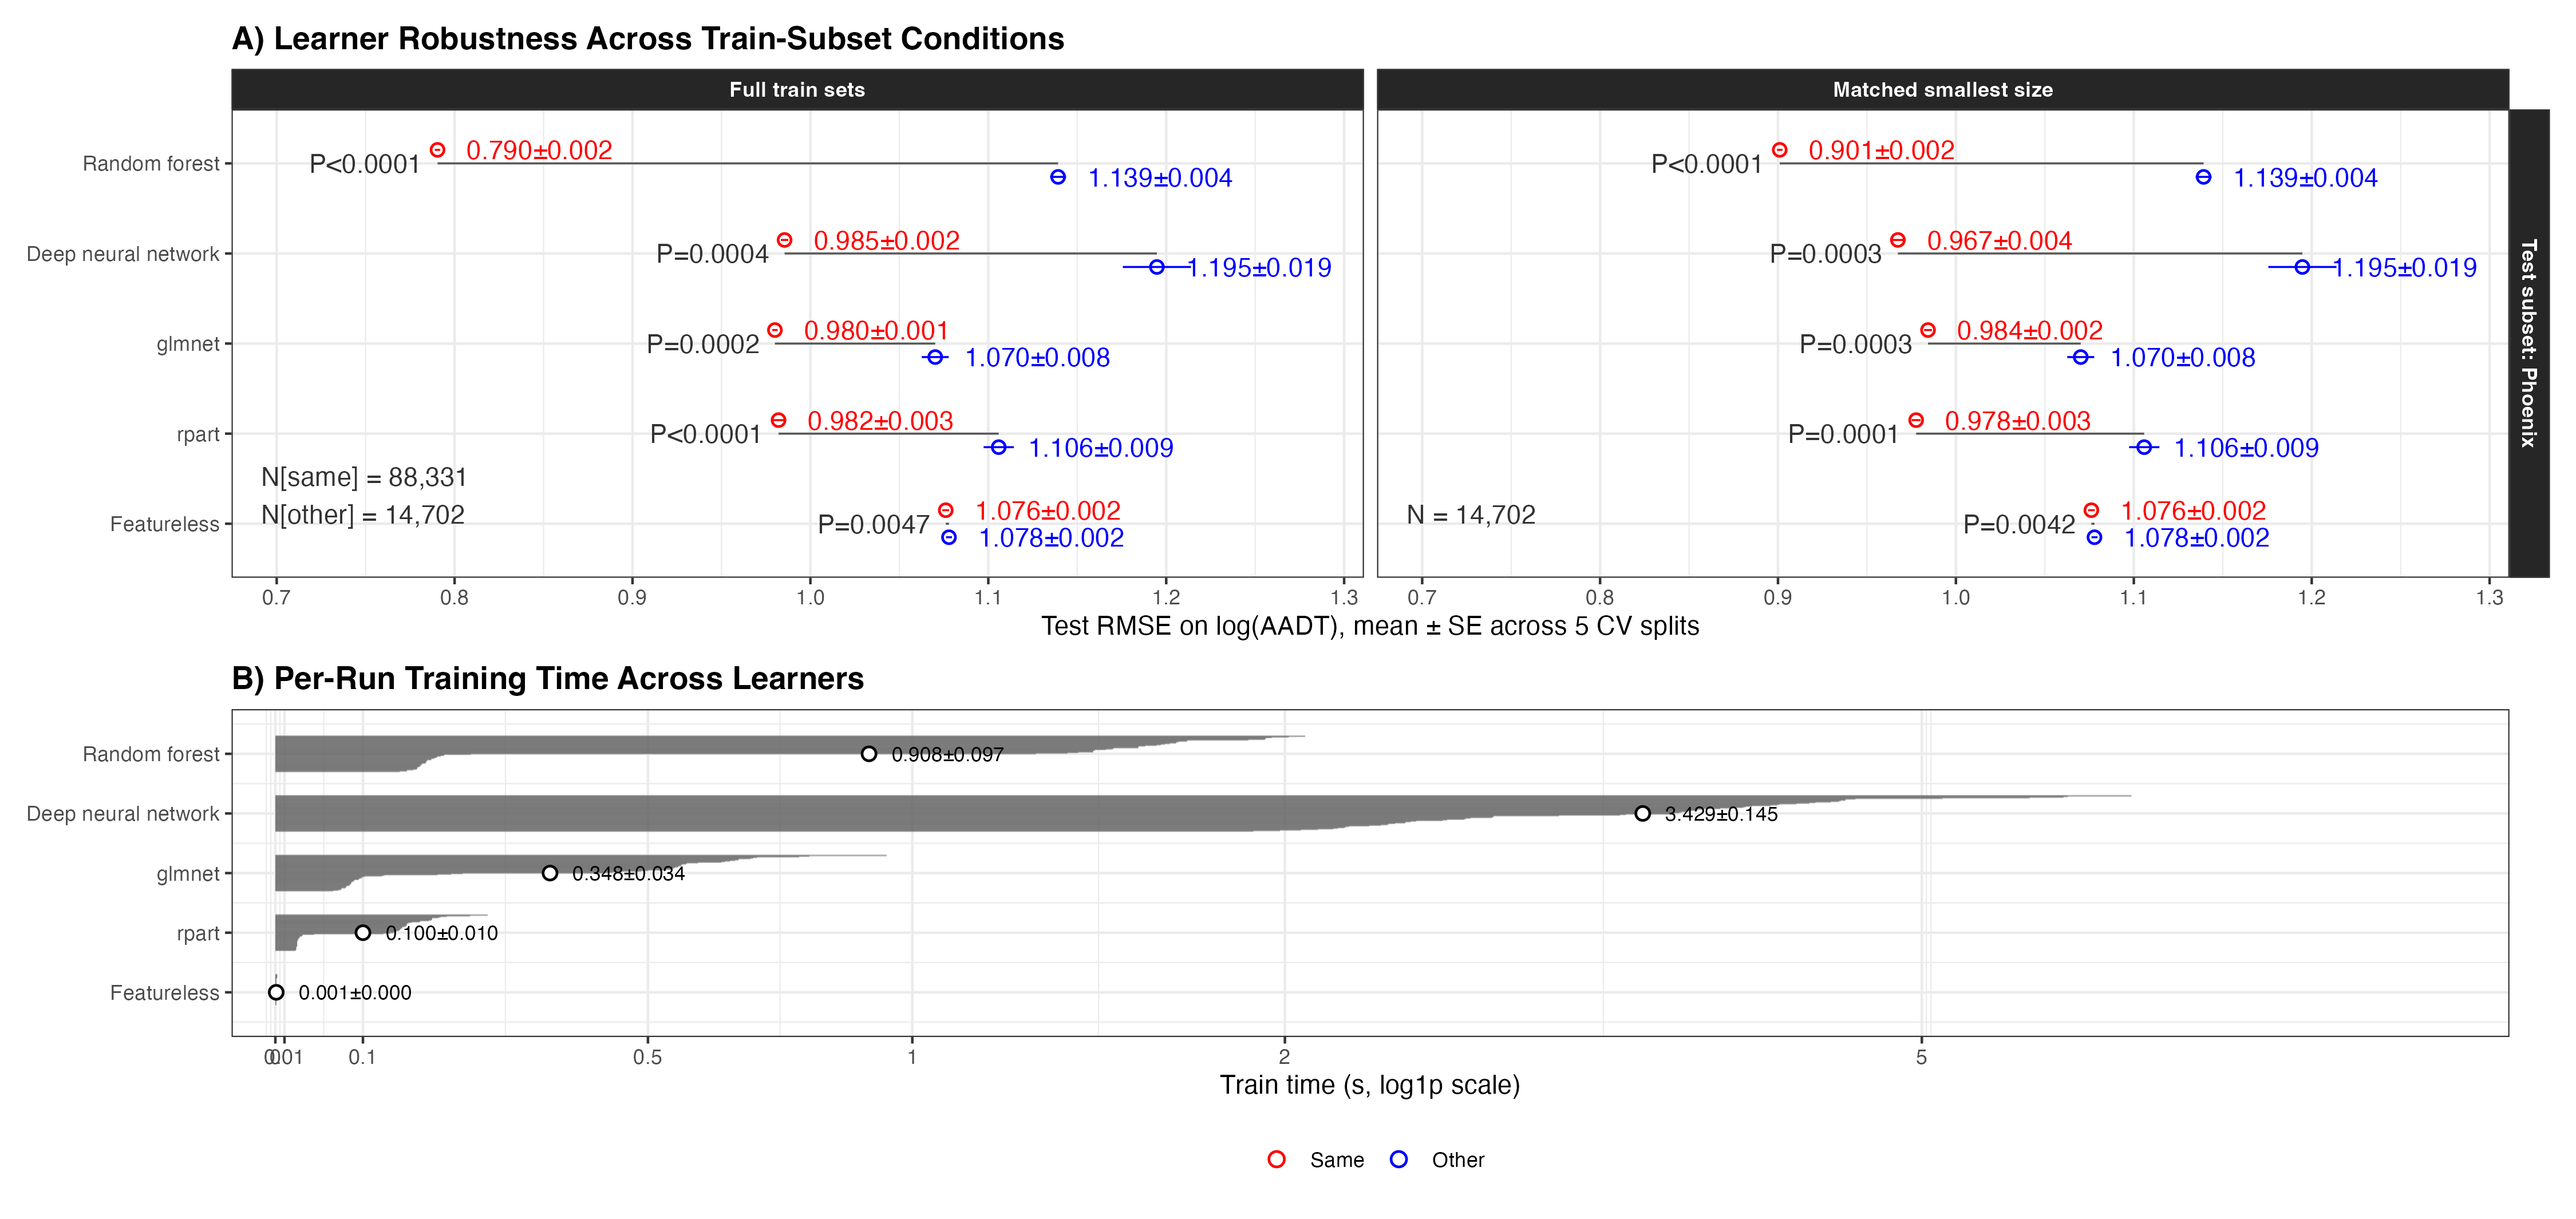 A) Learner Robustness Across Train-Subset Conditions
Full train sets
Matched smallest size
Test subset: Phoenix
Random forest
P<0.0001
0.790±0.002
1.139±0.004
P<0.0001
0.901±0.002
1.139±0.004
Deep neural network
P=0.0004
0.985±0.002
1.195±0.019
P=0.0003
0.967±0.004
1.195±0.019
glmnet
P=0.0002
0.980±0.001
1.070±0.008
P=0.0003
0.984±0.002
1.070±0.008
rpart
P<0.0001
0.982±0.003
1.106±0.009
P=0.0001
0.978±0.003
1.106±0.009
N[same] = 88,331
N[other] = 14,702
N = 14,702
Featureless
P=0.0047
1.076±0.002
1.078±0.002
P=0.0042
1.076±0.002
1.078±0.002
0.7 0.8 0.9 1.0 1.1 1.2 1.3
0.7 0.8 0.9 1.0 1.1 1.2 1.3
Test RMSE on log(AADT), mean ± SE across 5 CV splits
B) Per-Run Training Time Across Learners
Random forest
0.908±0.097
Deep neural network
3.429±0.145
glmnet
0.348±0.034
rpart
0.100±0.010
Featureless
0.001±0.000
0 0.01 0.1 0.5 1 2 5
Train time (s, log1p scale)
Same Other